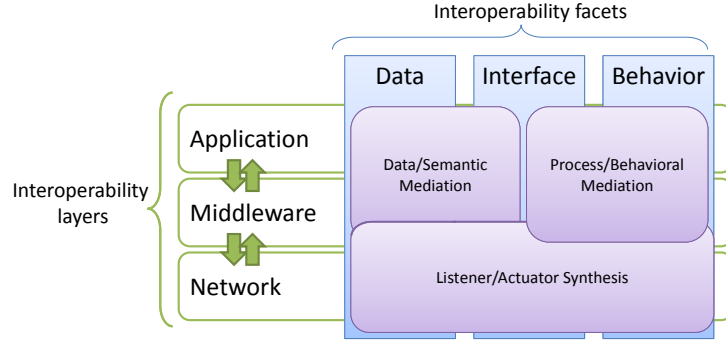 Interoperability facets
Data
Interface
Behavior
Application
Data/Semantic
Mediation
Process/Behavioral
Mediation
Interoperability
layers
Middleware
Listener/Actuator Synthesis
Network